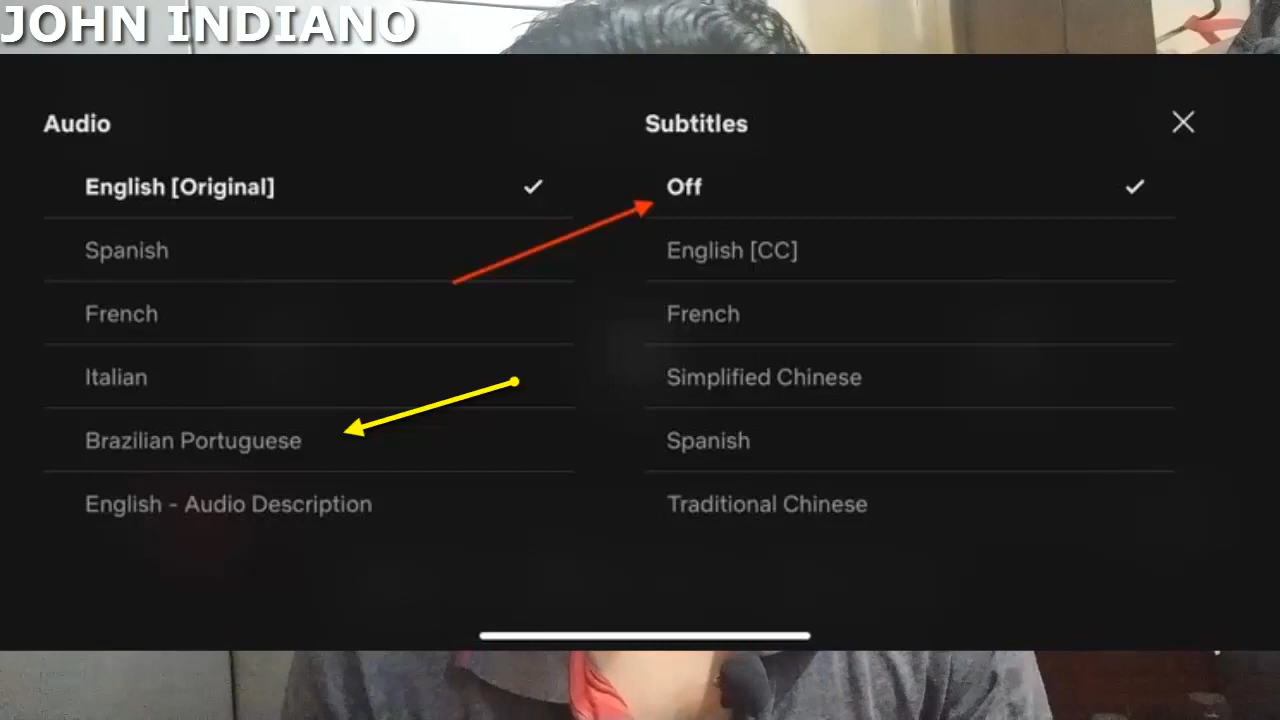 JOHN INDIANO
Audio
English [Original]
Spanish
French
Italian
Brazilian Portuguese
English - Audio Description
Subtitles
Off
English [CC]
French
Simplified Chinese
Spanish
Traditional Chinese